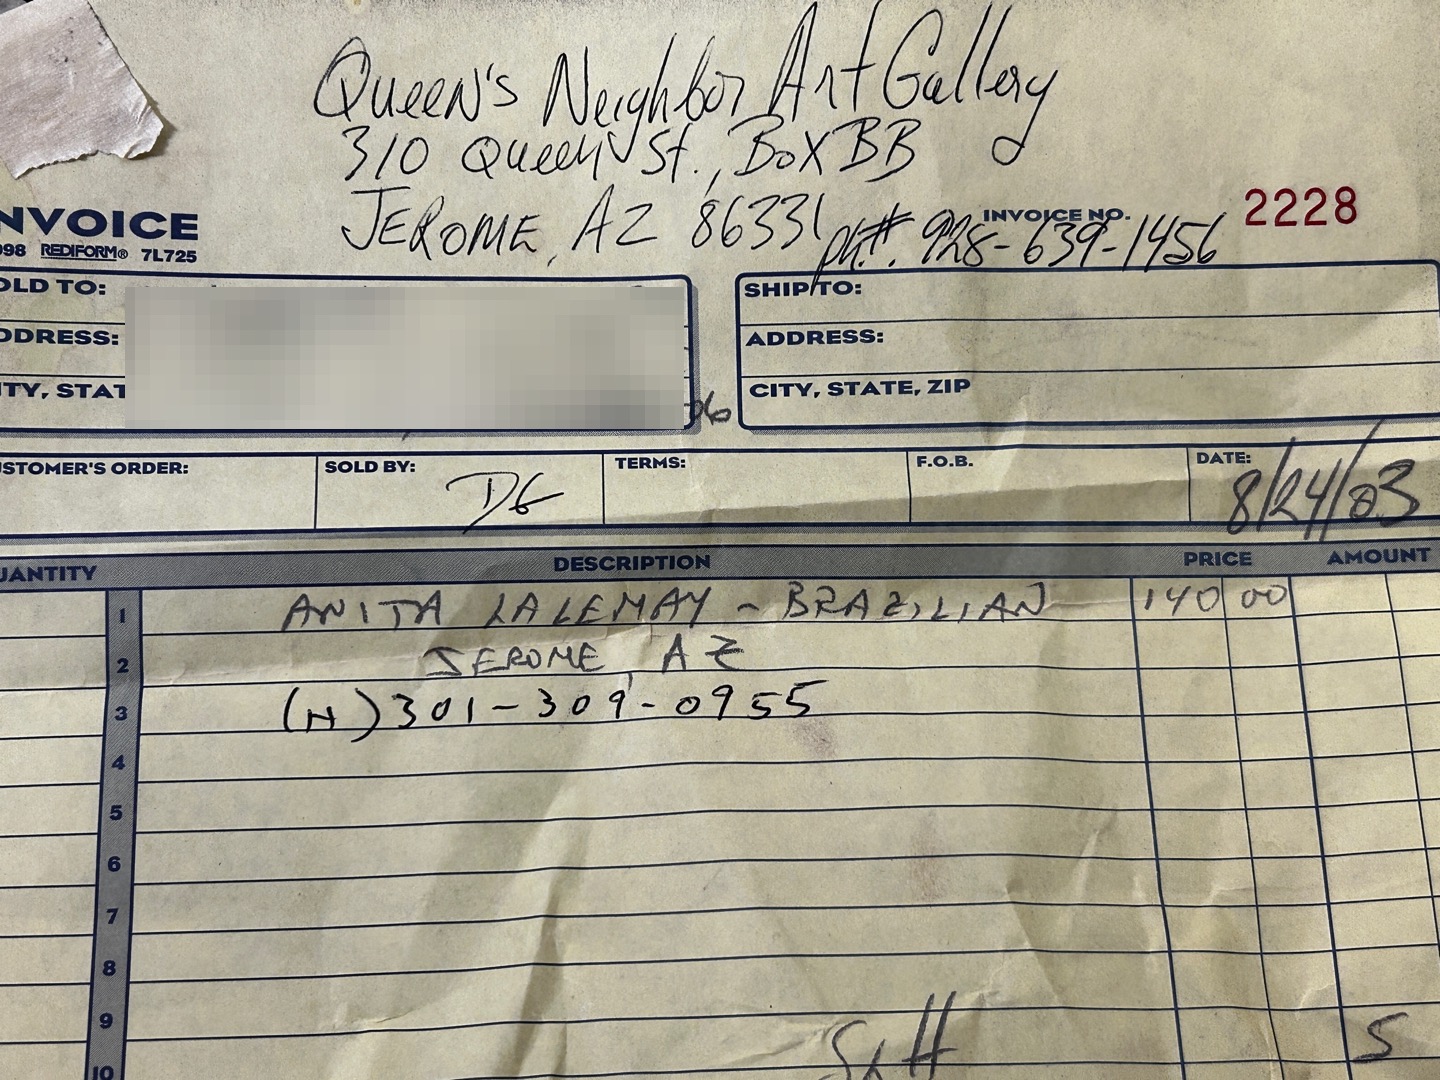 Queen's Neighbor Art Gallery
310 Queen St., Box BB
JEROME, AZ 86331 ph#. 928-639-1456
INVOICE NO. 2228
NVOICE
98 REDIFORM® 7L725
OLD TO:
DDRESS:
ITY, STAT
06
SHIP TO:
ADDRESS:
CITY, STATE, ZIP
STOMER'S ORDER:
SOLD BY: DG
TERMS:
F.O.B.
DATE: 8/24/03
UANTITY DESCRIPTION PRICE AMOUNT
1 ANITA LALEMAY - BRAZILIAN 140 00
2 JEROME, AZ
3 (H) 301-309-0955
4
5
6
7
8
9
10